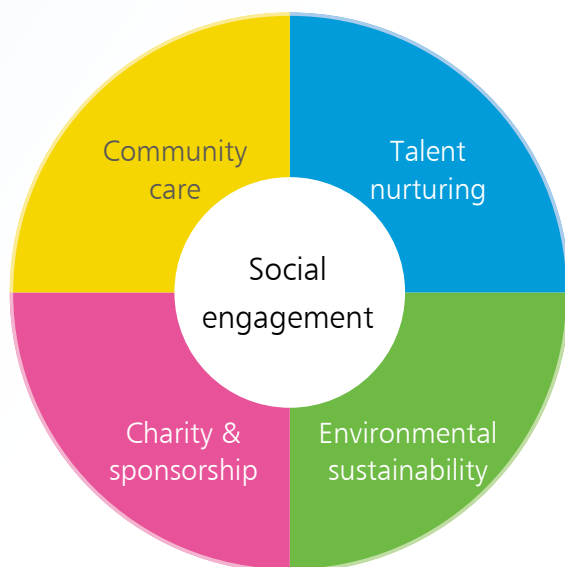 Community
care
Talent
nurturing
Social
engagement
Charity &
sponsorship
Environmental
sustainability